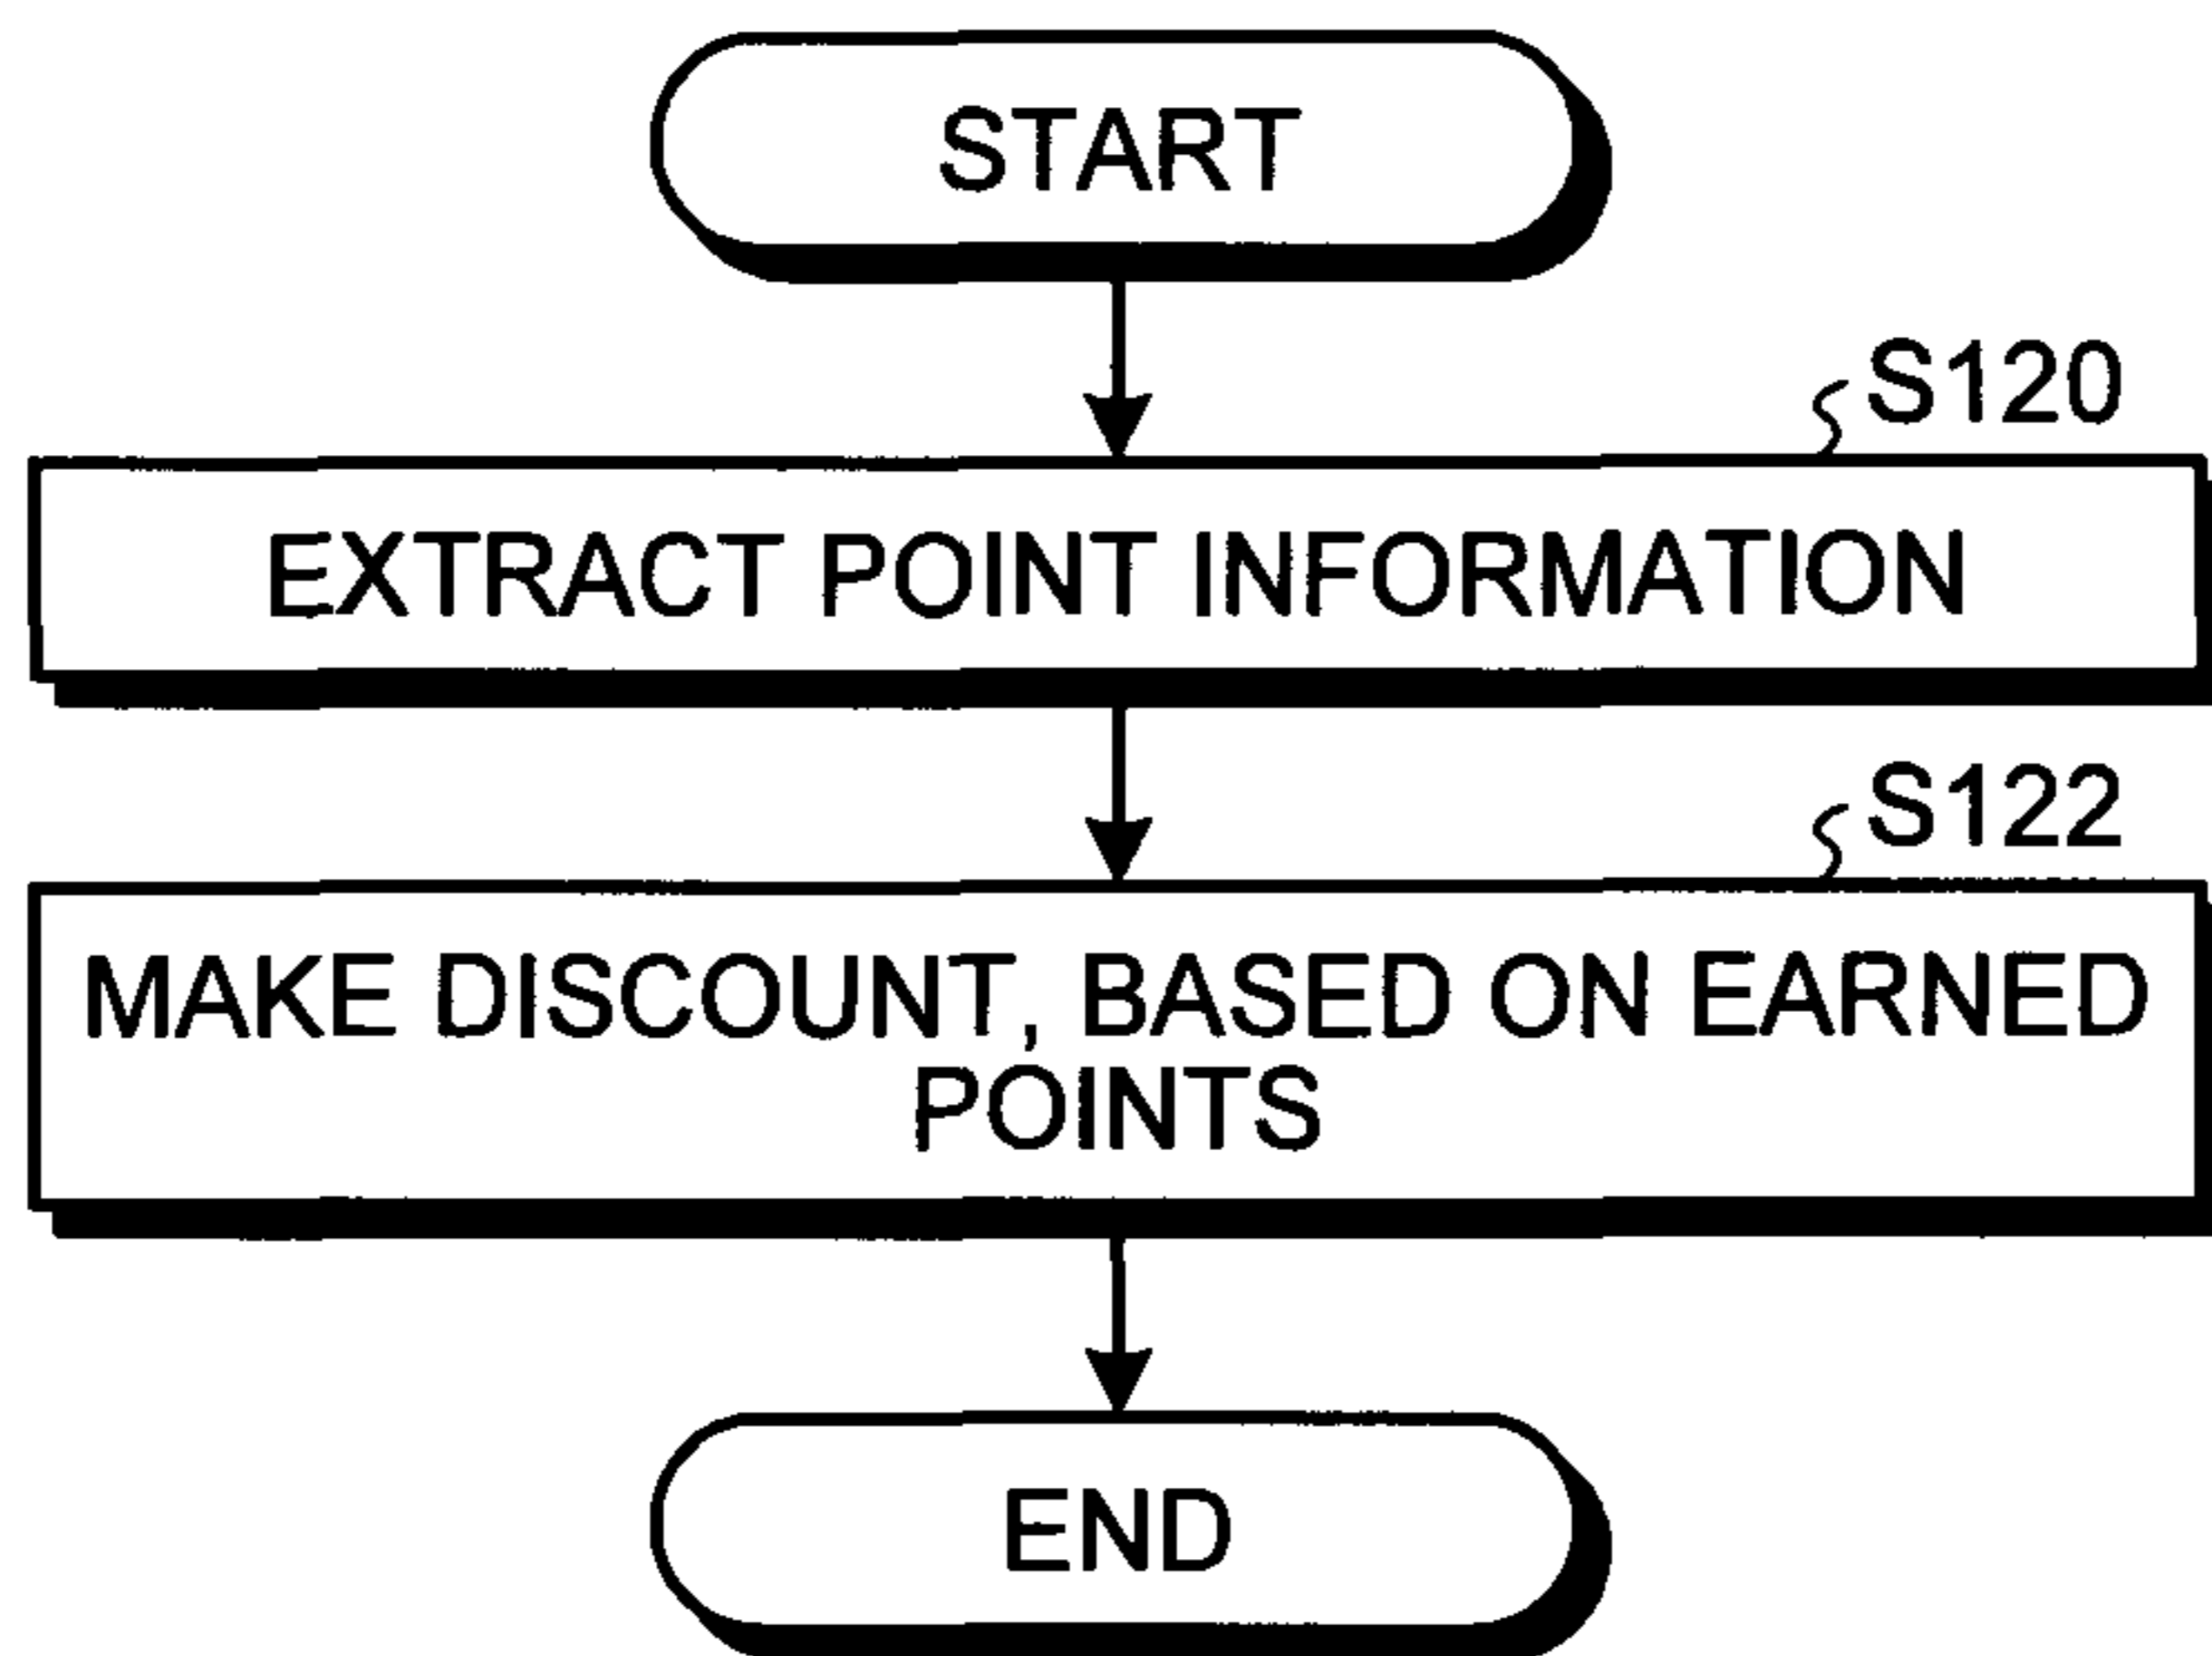 START
S120
EXTRACT POINT INFORMATION
S122
MAKE DISCOUNT, BASED ON EARNED
POINTS
END